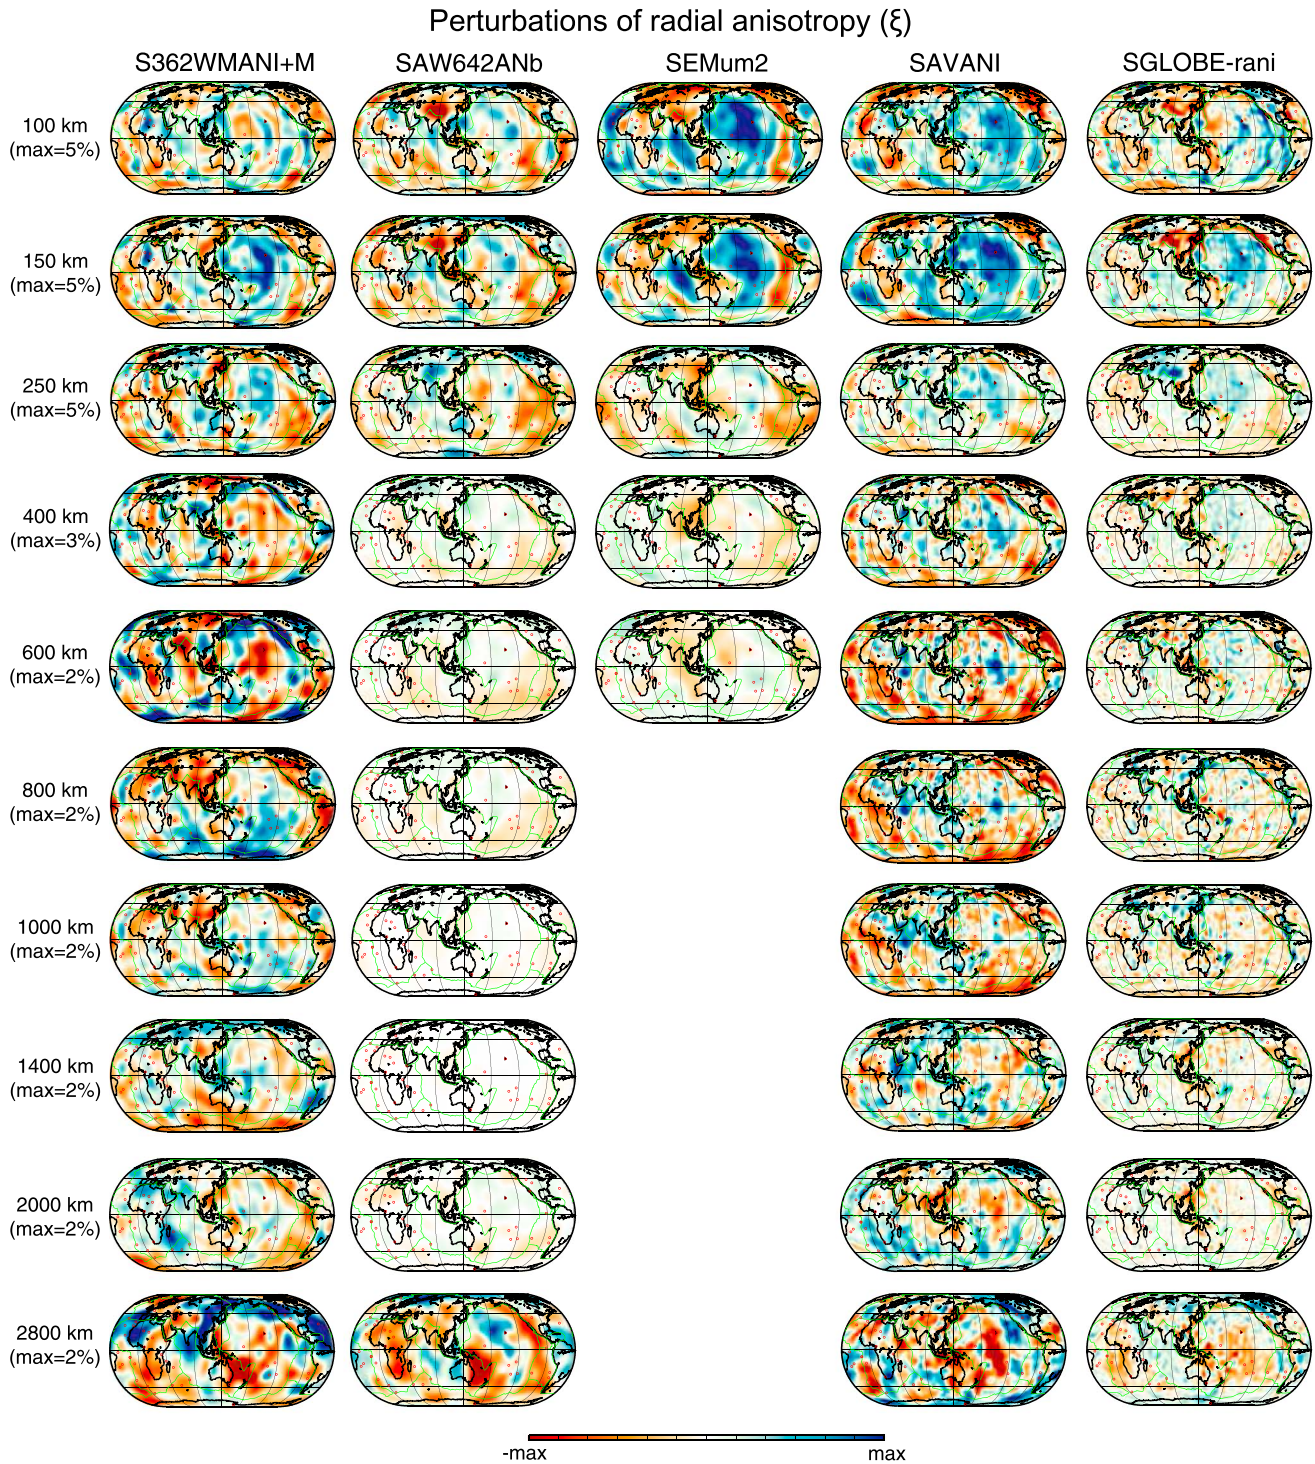 Perturbations of radial anisotropy (ξ)
S362WMANI+M SAW642ANb SEMum2 SAVANI SGLOBE-rani
100 km
(max=5%)
150 km
(max=5%)
250 km
(max=5%)
400 km
(max=3%)
600 km
(max=2%)
800 km
(max=2%)
1000 km
(max=2%)
1400 km
(max=2%)
2000 km
(max=2%)
2800 km
(max=2%)
-max max